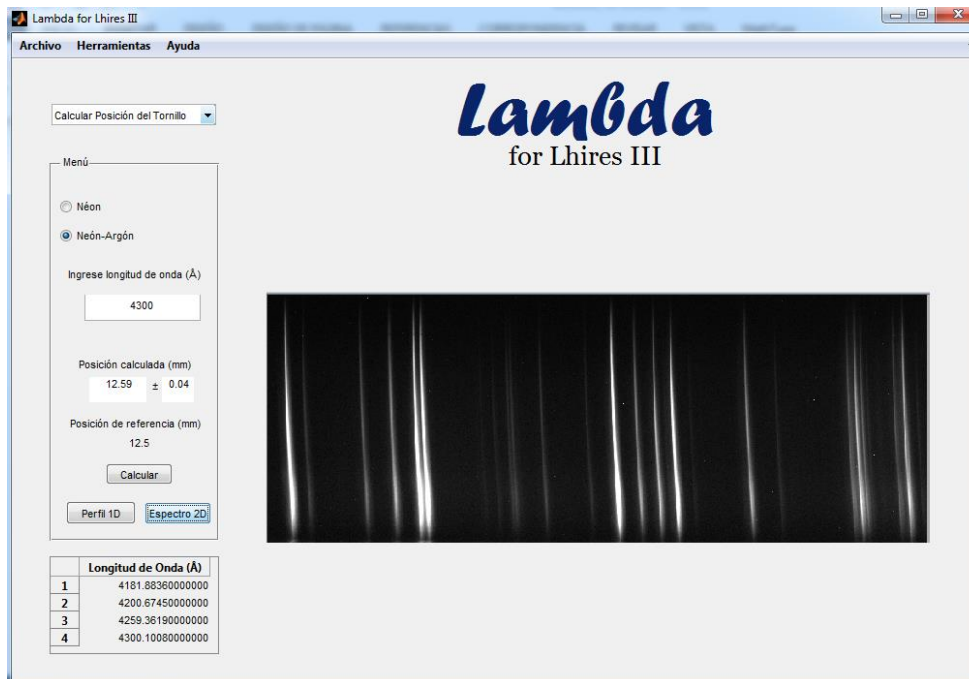 Lambda for Lhires III
Archivo Herramientas Ayuda
Calcular Posición del Tornillo
Lambda
for Lhires III
Menú
Néon
Neón-Argón
Ingrese longitud de onda (Å)
4300
Posición calculada (mm)
12.59 ± 0.04
Posición de referencia (mm)
12.5
Calcular
Perfil 1D Espectro 2D
Longitud de Onda (Å)
1 4181.88360000000
2 4200.67450000000
3 4259.36190000000
4 4300.10080000000